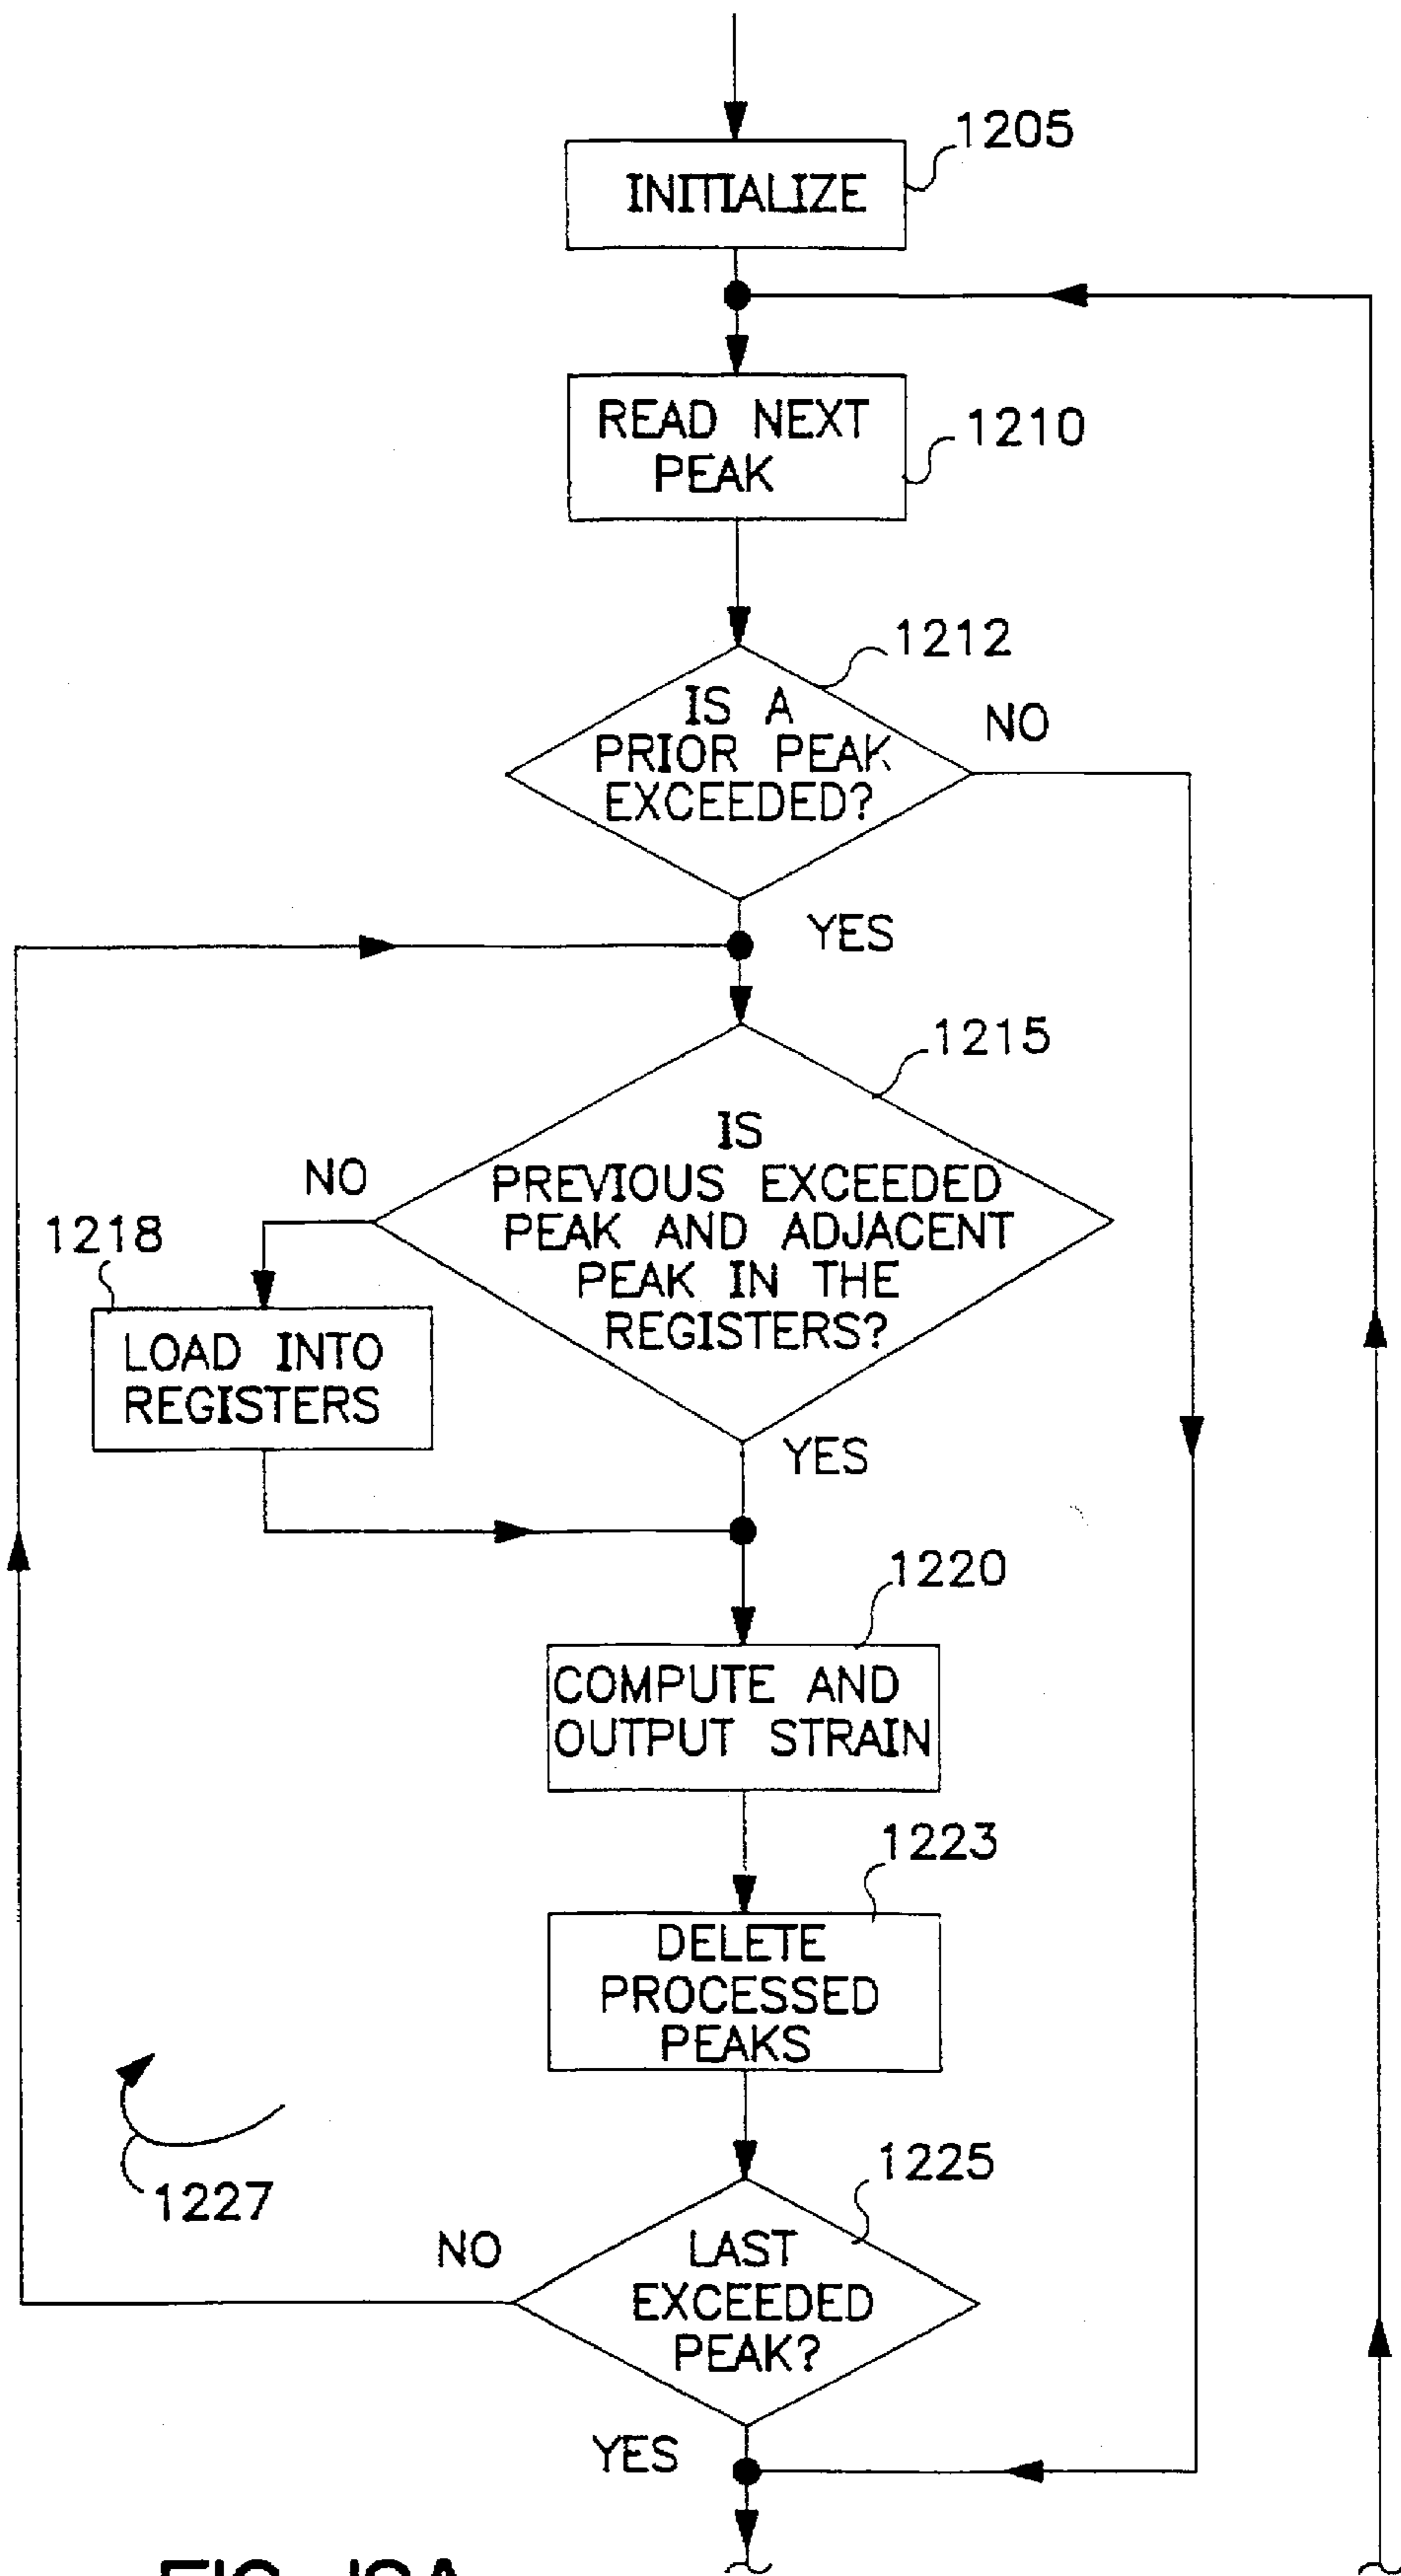 1205
INITIALIZE
READ NEXT
PEAK
1210
1212
IS A
PRIOR PEAK
EXCEEDED?
NO
YES
1215
IS
PREVIOUS EXCEEDED
PEAK AND ADJACENT
PEAK IN THE
REGISTERS?
NO
1218
LOAD INTO
REGISTERS
YES
1220
COMPUTE AND
OUTPUT STRAIN
1223
DELETE
PROCESSED
PEAKS
1227
1225
NO
LAST
EXCEEDED
PEAK?
YES
FIG. 12A